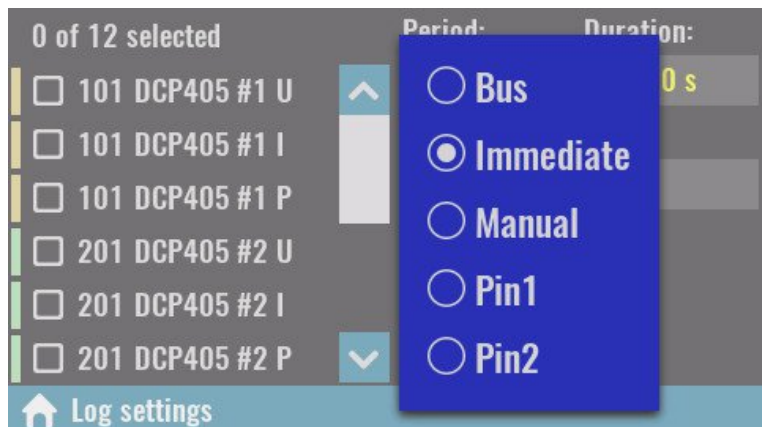 0 of 12 selected
Period:
Duration:
101 DCP405 #1 U
101 DCP405 #1 I
101 DCP405 #1 P
201 DCP405 #2 U
201 DCP405 #2 I
201 DCP405 #2 P
0 s
Bus
Immediate
Manual
Pin1
Pin2
Log settings